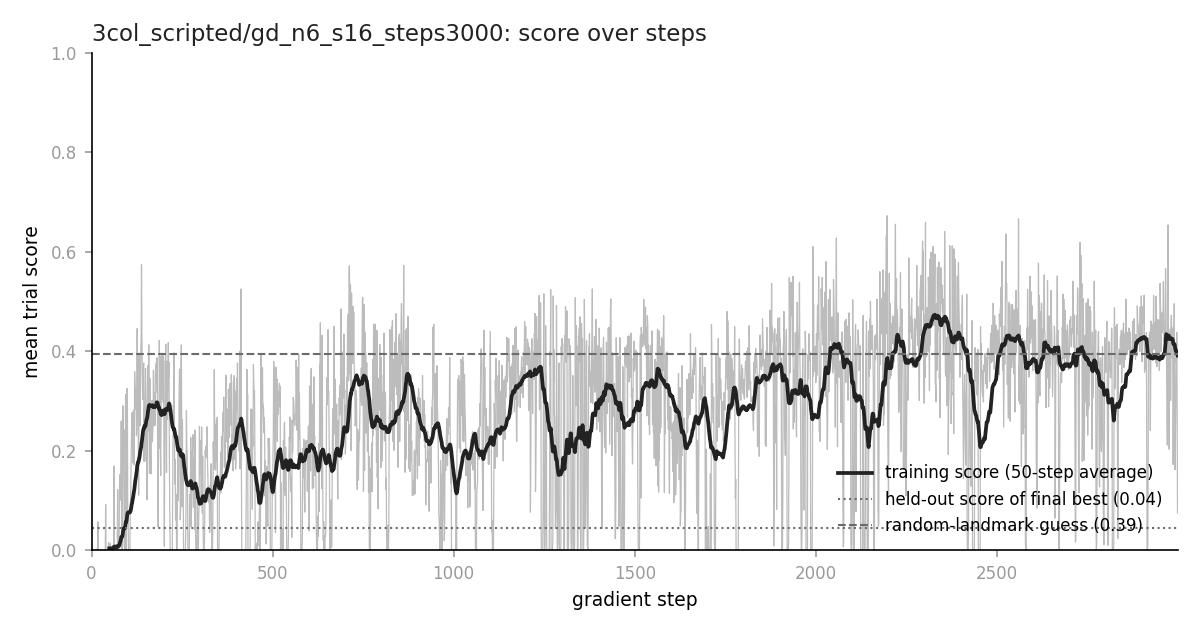 3col_scripted/gd_n6_s16_steps3000: score over steps
1.0
0.8
0.6
0.4
0.2
0.0
mean trial score
training score (50-step average)
held-out score of final best (0.04)
random-landmark guess (0.39)
0 500 1000 1500 2000 2500
gradient step